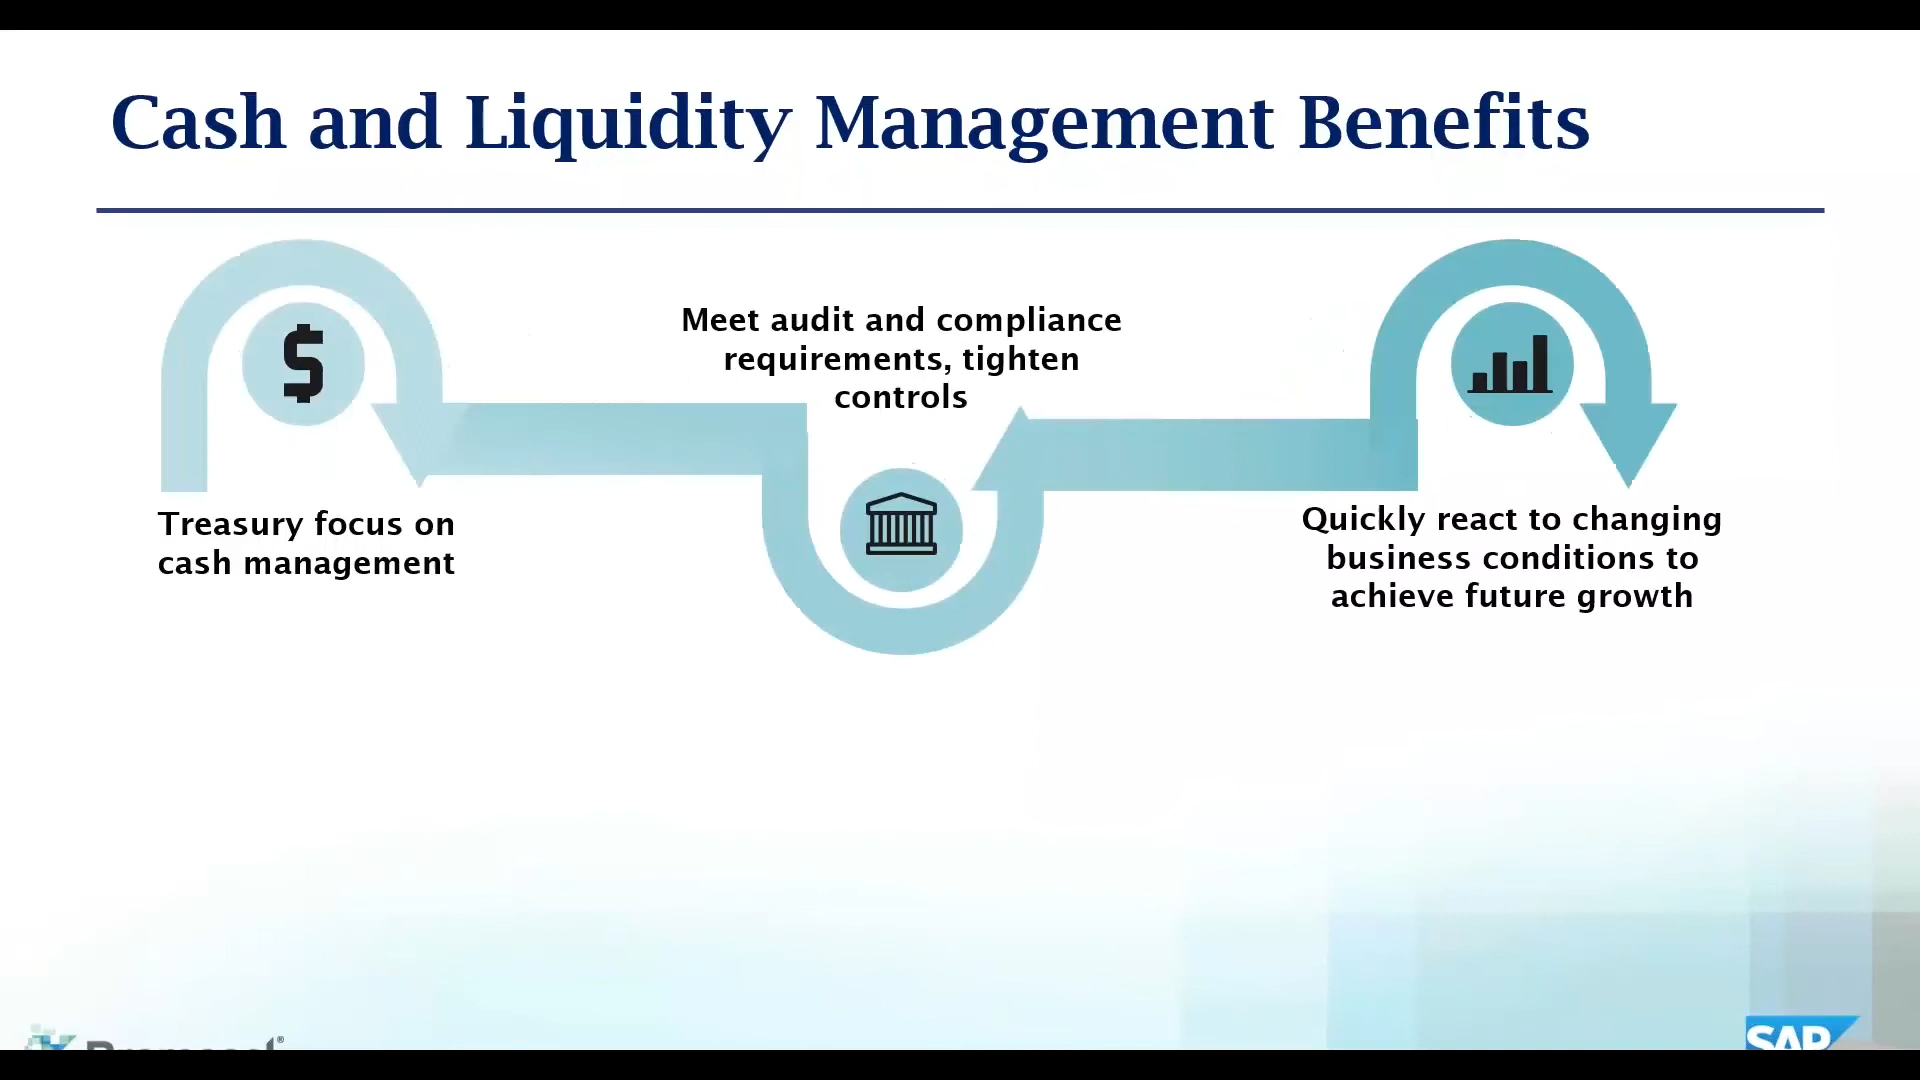 Cash and Liquidity Management Benefits
Meet audit and compliance
requirements, tighten
controls
Treasury focus on
cash management
Quickly react to changing
business conditions to
achieve future growth
SAP